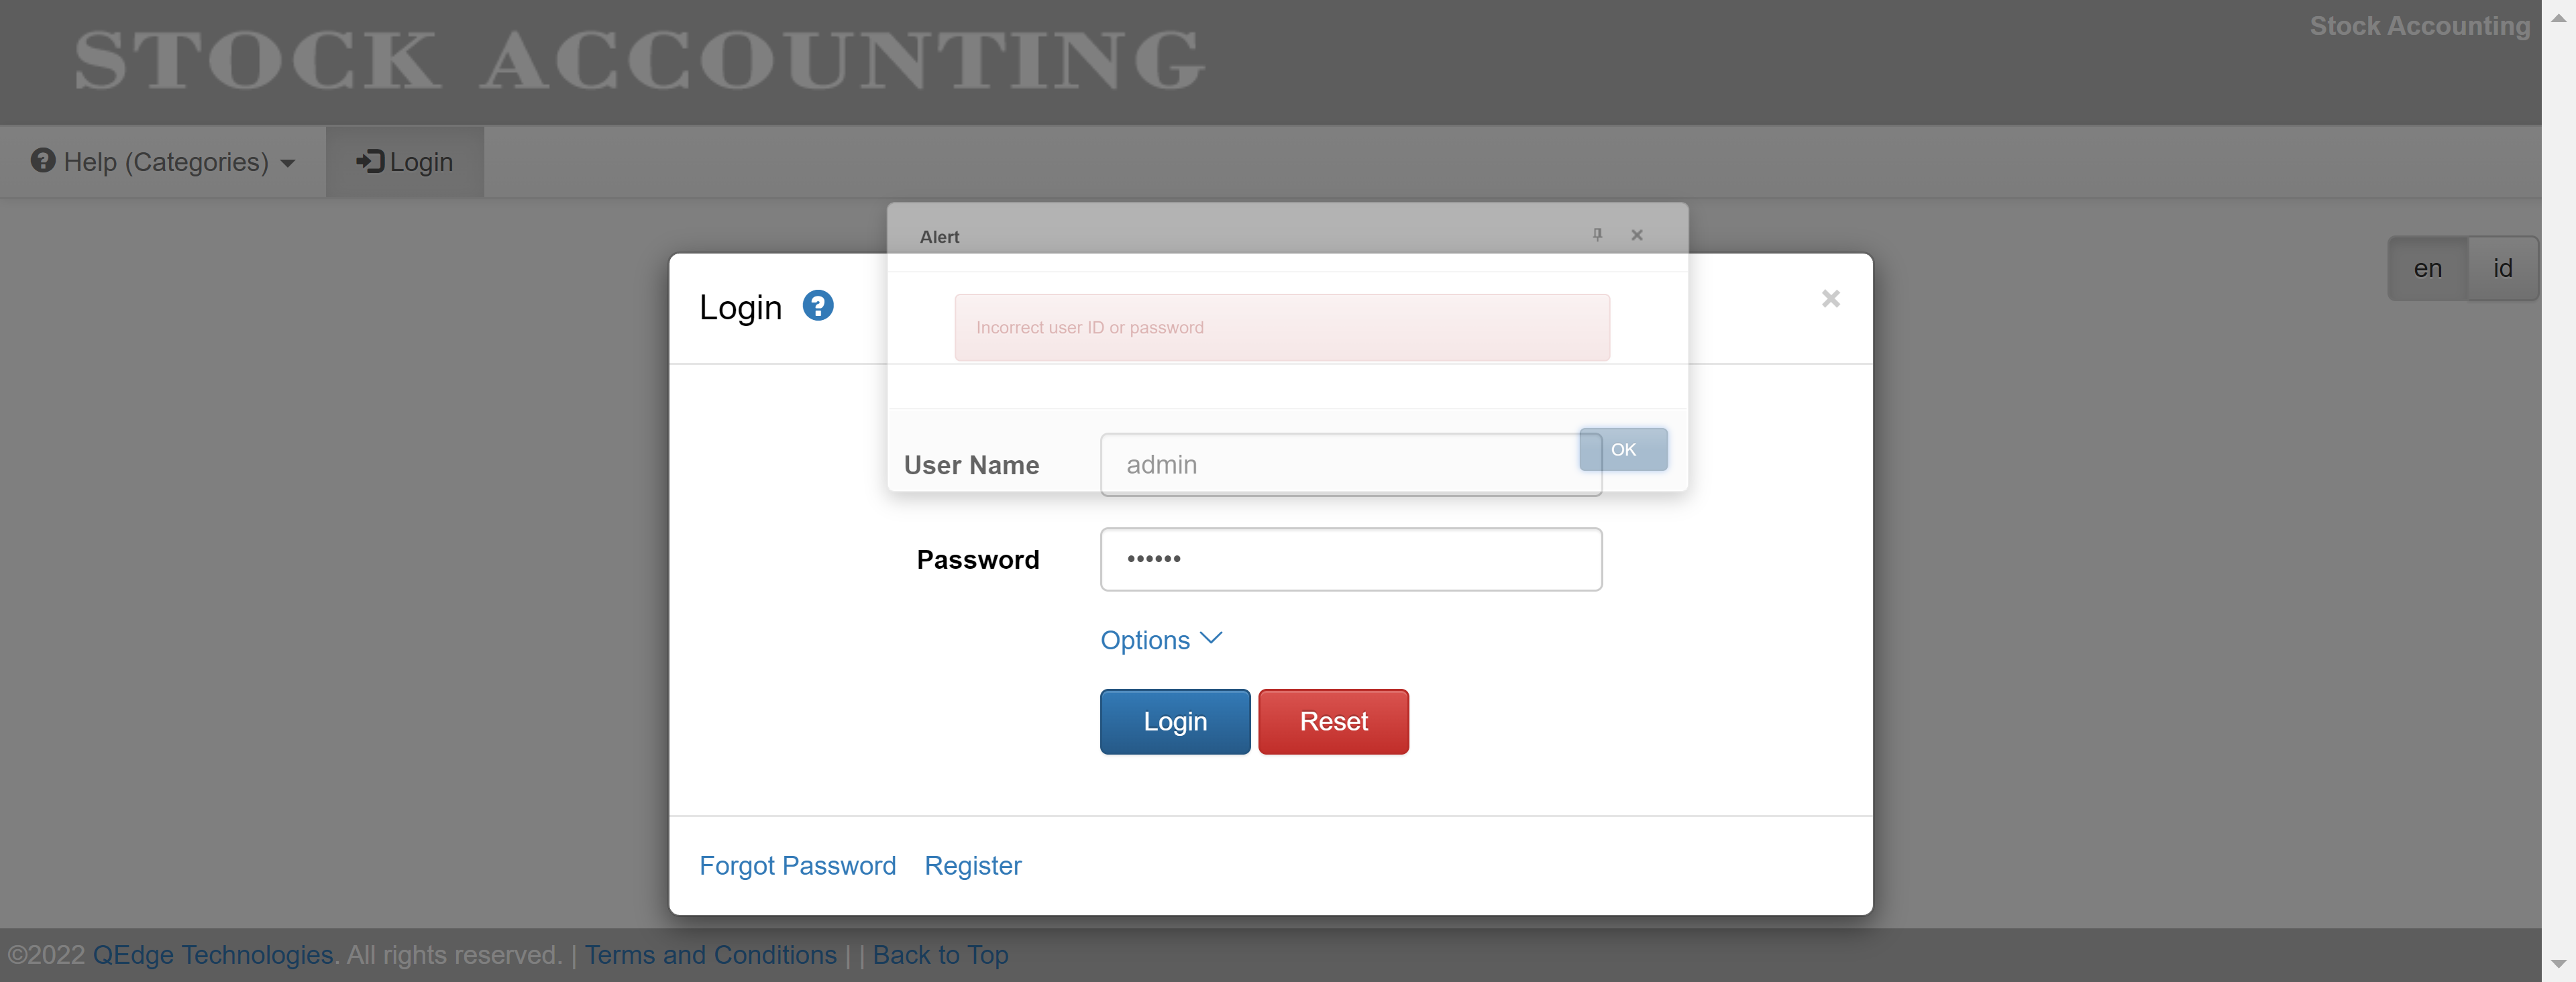 STOCK ACCOUNTING
Stock Accounting
Help (Categories)
Login
en id
Alert
Login
Incorrect user ID or password
User Name admin
OK
Password ••••••
Options
Login Reset
Forgot Password Register
©2022 QEdge Technologies. All rights reserved. | Terms and Conditions | | Back to Top